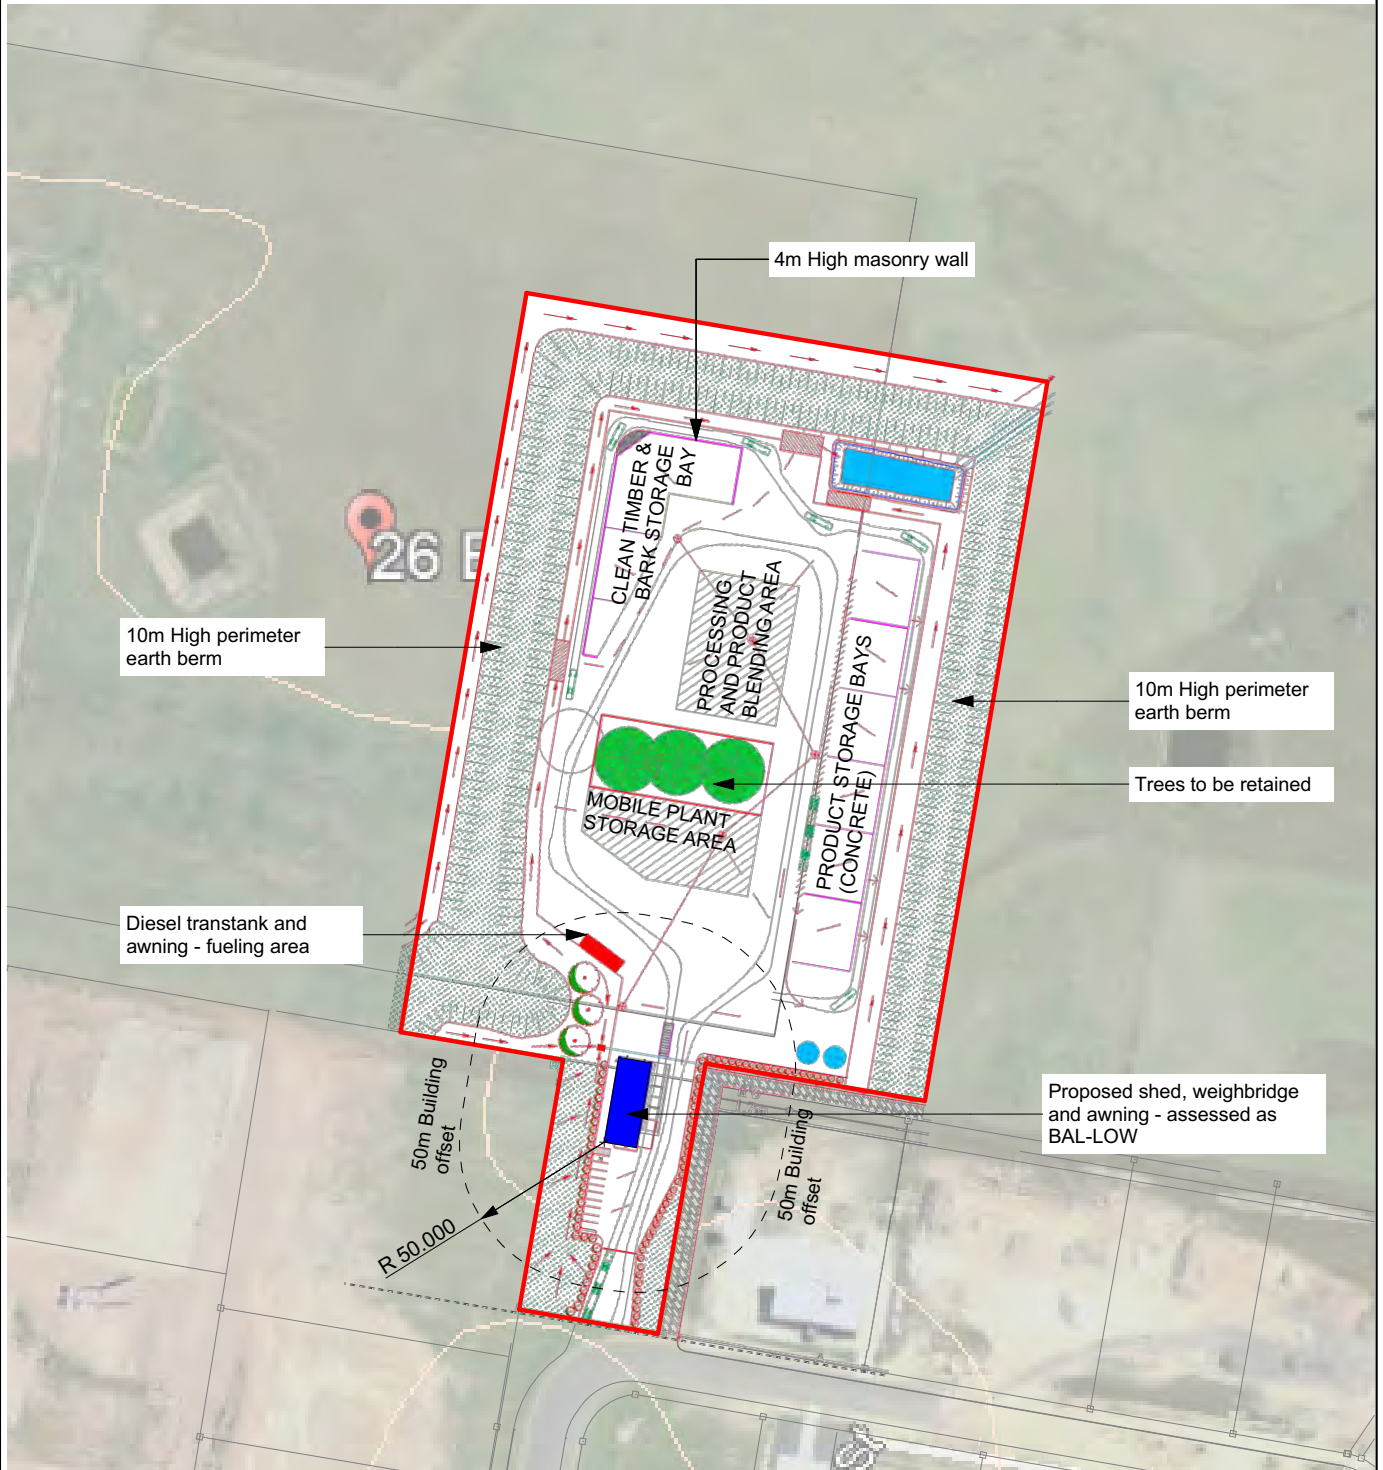 4m High masonry wall
CLEAN TIMBER &
BARK STORAGE
BAY
26 E
PROCESSING
AND PRODUCT
BLENDING AREA
10m High perimeter
earth berm
PRODUCT STORAGE BAYS
(CONCRETE)
10m High perimeter
earth berm
Trees to be retained
MOBILE PLANT
STORAGE AREA
Diesel transtank and
awning - fueling area
50m Building
offset
Proposed shed, weighbridge
and awning - assessed as
BAL-LOW
50m Building
offset
R 50.000